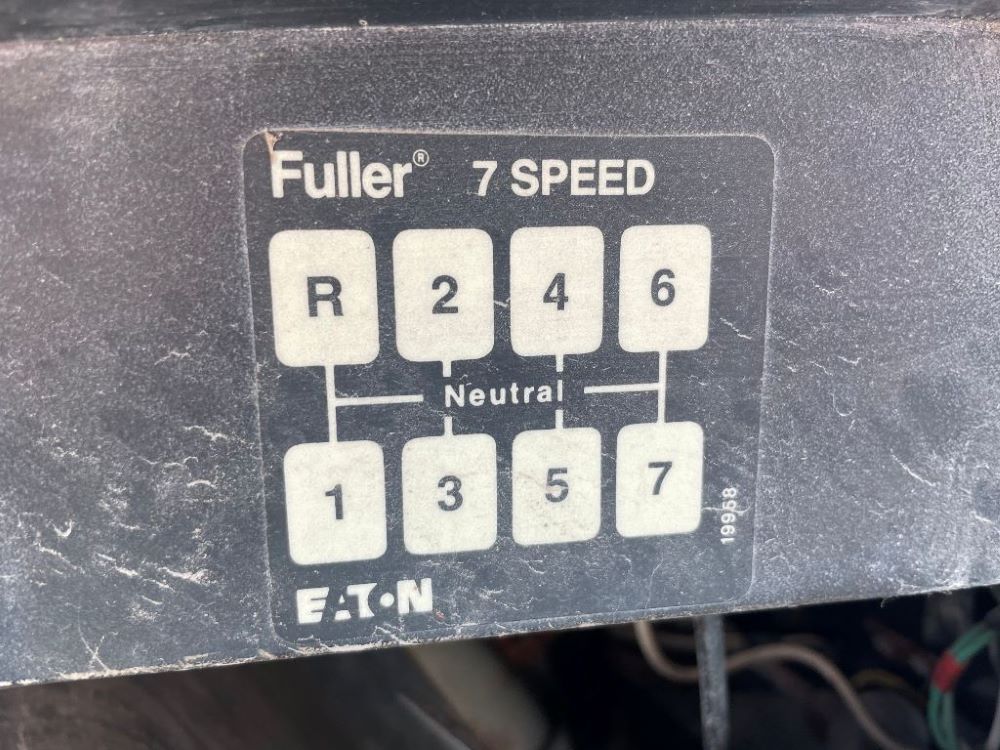 Fuller® 7 SPEED
R 2 4 6
Neutral
1 3 5 7
19958
EATON